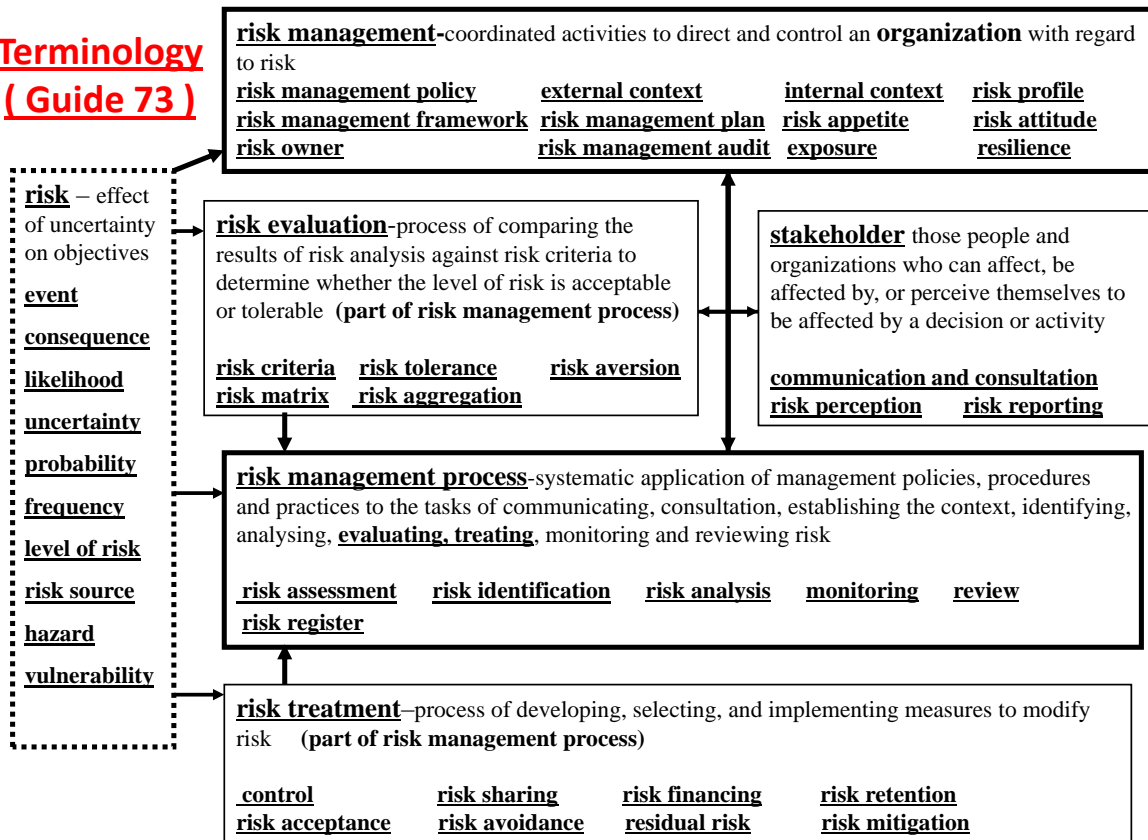 Terminology
( Guide 73 )
risk management-coordinated activities to direct and control an organization with regard
to risk
risk management policy external context internal context risk profile
risk management framework risk management plan risk appetite risk attitude
risk owner risk management audit exposure resilience
risk – effect
of uncertainty
on objectives
event
consequence
likelihood
uncertainty
probability
frequency
level of risk
risk source
hazard
vulnerability
risk evaluation-process of comparing the
results of risk analysis against risk criteria to
determine whether the level of risk is acceptable
or tolerable (part of risk management process)
risk criteria risk tolerance risk aversion
risk matrix risk aggregation
stakeholder those people and
organizations who can affect, be
affected by, or perceive themselves to
be affected by a decision or activity
communication and consultation
risk perception risk reporting
risk management process-systematic application of management policies, procedures
and practices to the tasks of communicating, consultation, establishing the context, identifying,
analysing, evaluating, treating, monitoring and reviewing risk
risk assessment risk identification risk analysis monitoring review
risk register
risk treatment–process of developing, selecting, and implementing measures to modify
risk (part of risk management process)
control risk sharing risk financing risk retention
risk acceptance risk avoidance residual risk risk mitigation